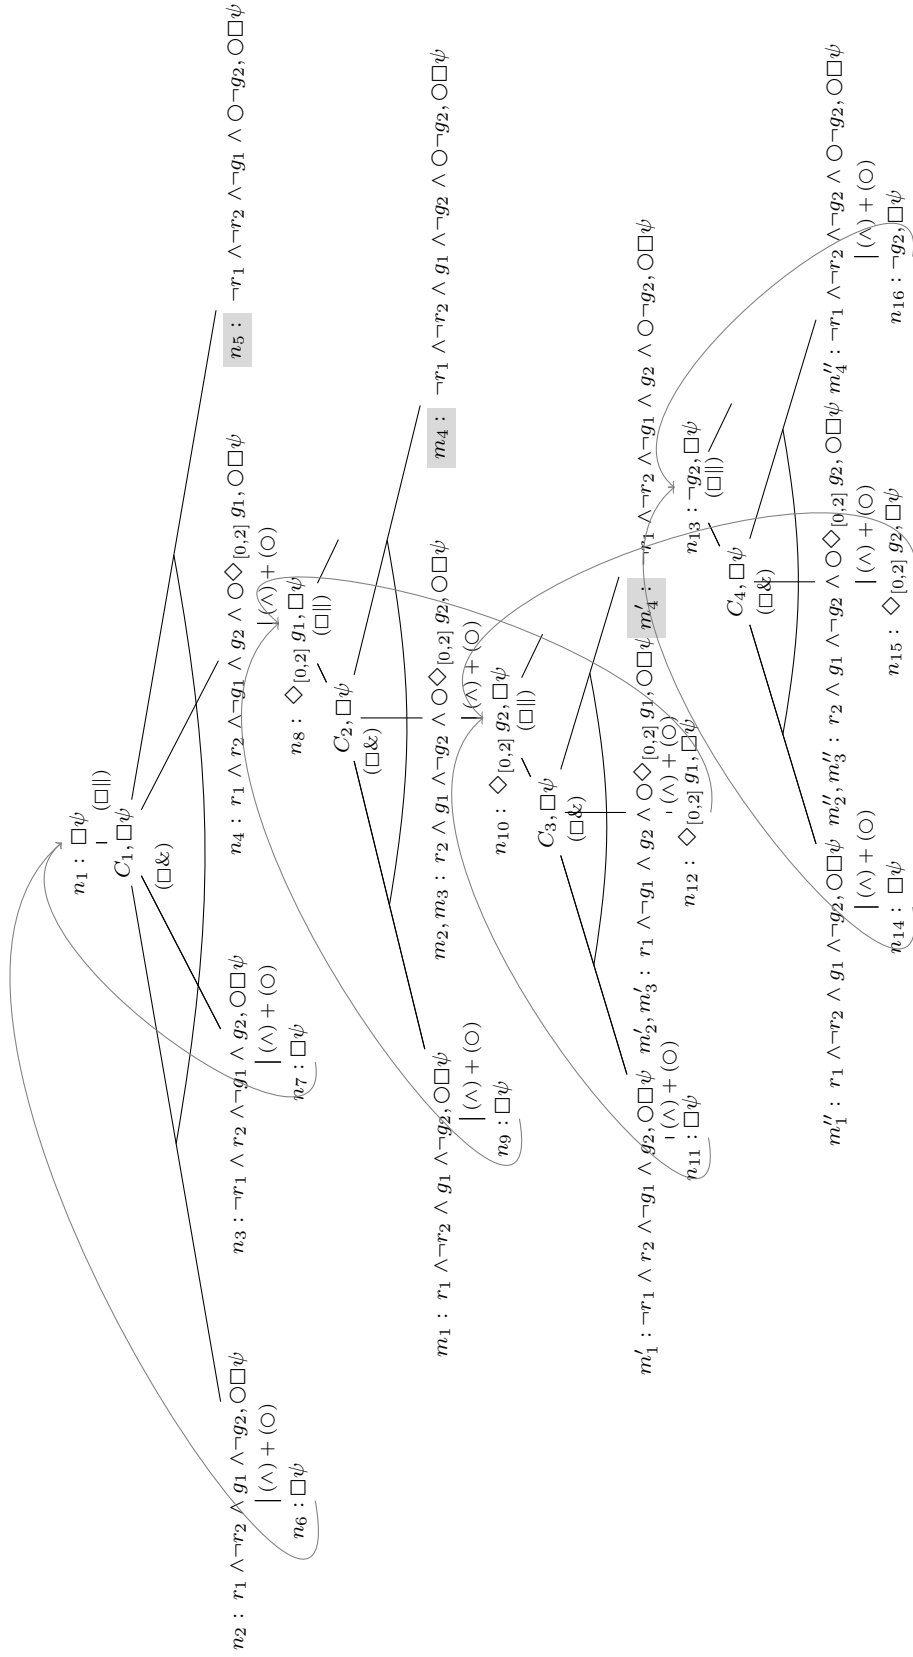 n₁ : □ψ
(□‖)
C₁, □ψ
(□&)
n₂ : r₁ ∧ ¬r₂ ∧ g₁ ∧ ¬g₂, ○□ψ
n₃ : ¬r₁ ∧ r₂ ∧ ¬g₁ ∧ g₂, ○□ψ
n₄ : r₁ ∧ r₂ ∧ ¬g₁ ∧ g₂ ∧ ○◇[0,2] g₁, ○□ψ
n₅ : ¬r₁ ∧ ¬r₂ ∧ ¬g₁ ∧ ○¬g₂, ○□ψ
(∧) + (○)
(∧) + (○)
(∧) + (○)
n₆ : □ψ
n₇ : □ψ
n₈ : ◇[0,2] g₁, □ψ
(□‖)
C₂, □ψ
(□&)
m₁ : r₁ ∧ ¬r₂ ∧ g₁ ∧ ¬g₂, ○□ψ
m₂, m₃ : r₂ ∧ g₁ ∧ ¬g₂ ∧ ○◇[0,2] g₂, ○□ψ
m₄ : ¬r₁ ∧ ¬r₂ ∧ g₁ ∧ ¬g₂ ∧ ○¬g₂, ○□ψ
(∧) + (○)
(∧) + (○)
n₉ : □ψ
n₁₀ : ◇[0,2] g₂, □ψ
(□‖)
C₃, □ψ
(□&)
m′₁ : ¬r₁ ∧ r₂ ∧ ¬g₁ ∧ g₂, ○□ψ
m′₂, m′₃ : r₁ ∧ ¬g₁ ∧ g₂ ∧ ○◇[0,2] g₁, ○□ψ
m′₄ : ¬r₁ ∧ ¬r₂ ∧ ¬g₁ ∧ g₂ ∧ ○¬g₂, ○□ψ
(∧) + (○)
(∧) + (○)
n₁₁ : □ψ
n₁₂ : ◇[0,2] g₁, □ψ
n₁₃ : ¬g₂, □ψ
(□‖)
C₄, □ψ
(□&)
m″₁ : r₁ ∧ ¬r₂ ∧ g₁ ∧ ¬g₂, ○□ψ
m″₂, m″₃ : r₂ ∧ g₁ ∧ ¬g₂ ∧ ○◇[0,2] g₂, ○□ψ
m″₄ : ¬r₁ ∧ ¬r₂ ∧ ¬g₂ ∧ ○¬g₂, ○□ψ
(∧) + (○)
(∧) + (○)
(∧) + (○)
n₁₄ : □ψ
n₁₅ : ◇[0,2] g₂, □ψ
n₁₆ : ¬g₂, □ψ